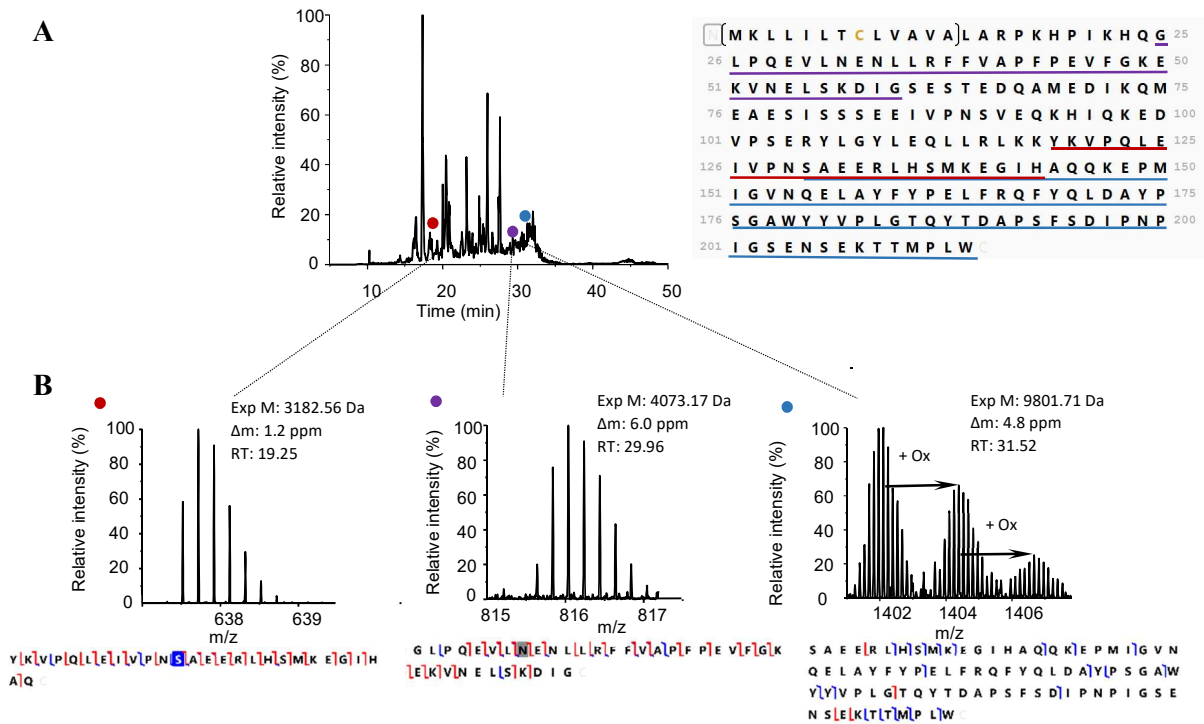 A
Relative intensity (%)
100
80
60
40
20
0
10
20
30
40
50
Time (min)
N M K L L I L T C L V A V A L A R P K H P I K H Q G 25
26 L P Q E V L N E N L L R F F V A P F P E V F G K E 50
51 K V N E L S K D I G S E S T E D Q A M E D I K Q M 75
76 E A E S I S S S E E I V P N S V E Q K H I Q K E D 100
101 V P S E R Y L G Y L E Q L L R L K K Y K V P Q L E 125
126 I V P N S A E E R L H S M K E G I H A Q Q K E P M 150
151 I G V N Q E L A Y F Y P E L F R Q F Y Q L D A Y P 175
176 S G A W Y Y V P L G T Q Y T D A P S F S D I P N P 200
201 I G S E N S E K T T M P L W C
B
Exp M: 3182.56 Da
Δm: 1.2 ppm
RT: 19.25
Relative intensity (%)
100
80
60
40
20
0
638
639
m/z
Y K V P Q L E I V P N S A E E R L H S M K E G I H
A Q C
Exp M: 4073.17 Da
Δm: 6.0 ppm
RT: 29.96
Relative intensity (%)
100
80
60
40
20
0
815
816
817
m/z
G L P Q E V L N E N L L R F F V A P F P E V F G K
E K V N E L S K D I G C
Exp M: 9801.71 Da
Δm: 4.8 ppm
RT: 31.52
Relative intensity (%)
100
80
60
40
20
0
+ Ox
+ Ox
1402
1404
1406
m/z
S A E E R L H S M K E G I H A Q Q K E P M I G V N
Q E L A Y F Y P E L F R Q F Y Q L D A Y P S G A W
Y Y V P L G T Q Y T D A P S F S D I P N P I G S E
N S E K T T M P L W C